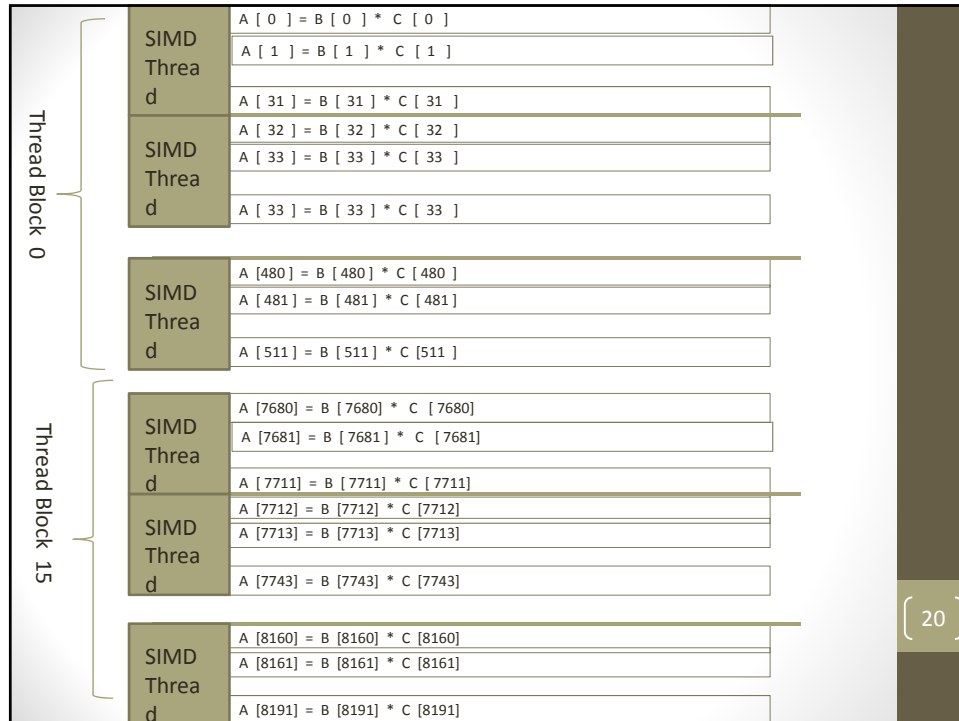 Thread Block 0
SIMD
Threa
d
A [ 0 ] = B [ 0 ] * C [ 0 ]
A [ 1 ] = B [ 1 ] * C [ 1 ]
A [ 31 ] = B [ 31 ] * C [ 31 ]
SIMD
Threa
d
A [ 32 ] = B [ 32 ] * C [ 32 ]
A [ 33 ] = B [ 33 ] * C [ 33 ]
A [ 33 ] = B [ 33 ] * C [ 33 ]
SIMD
Threa
d
A [480 ] = B [ 480 ] * C [ 480 ]
A [ 481 ] = B [ 481 ] * C [ 481 ]
A [ 511 ] = B [ 511 ] * C [511 ]
Thread Block 15
SIMD
Threa
d
A [7680] = B [ 7680] * C [ 7680]
A [7681] = B [ 7681 ] * C [ 7681]
A [ 7711] = B [ 7711] * C [ 7711]
SIMD
Threa
d
A [7712] = B [7712] * C [7712]
A [7713] = B [7713] * C [7713]
A [7743] = B [7743] * C [7743]
SIMD
Threa
d
A [8160] = B [8160] * C [8160]
A [8161] = B [8161] * C [8161]
A [8191] = B [8191] * C [8191]
20